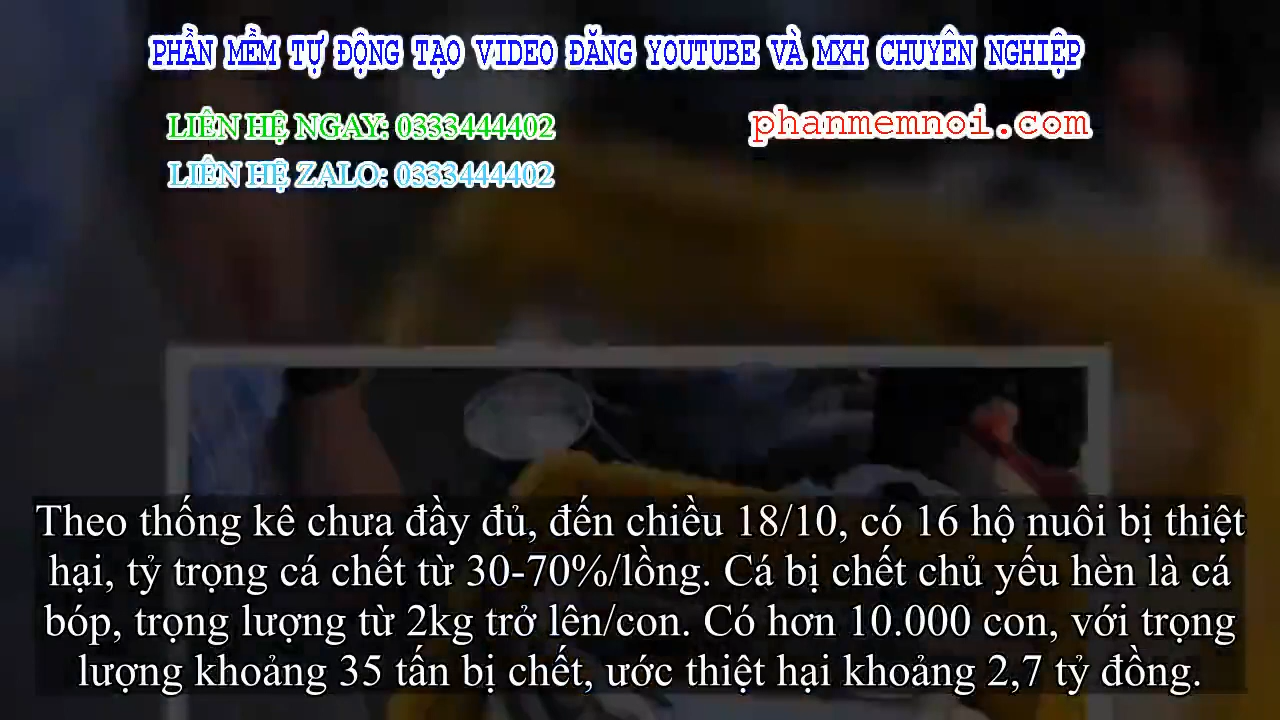 PHẦN MỀM TỰ ĐỘNG TẠO VIDEO ĐĂNG YOUTUBE VÀ MXH CHUYÊN NGHIỆP
LIÊN HỆ NGAY: 0333444402
phanmemnoi.com
LIÊN HỆ ZALO: 0333444402
Theo thống kê chưa đầy đủ, đến chiều 18/10, có 16 hộ nuôi bị thiệt
hại, tỷ trọng cá chết từ 30-70%/lồng. Cá bị chết chủ yếu hèn là cá
bóp, trọng lượng từ 2kg trở lên/con. Có hơn 10.000 con, với trọng
lượng khoảng 35 tấn bị chết, ước thiệt hại khoảng 2,7 tỷ đồng.